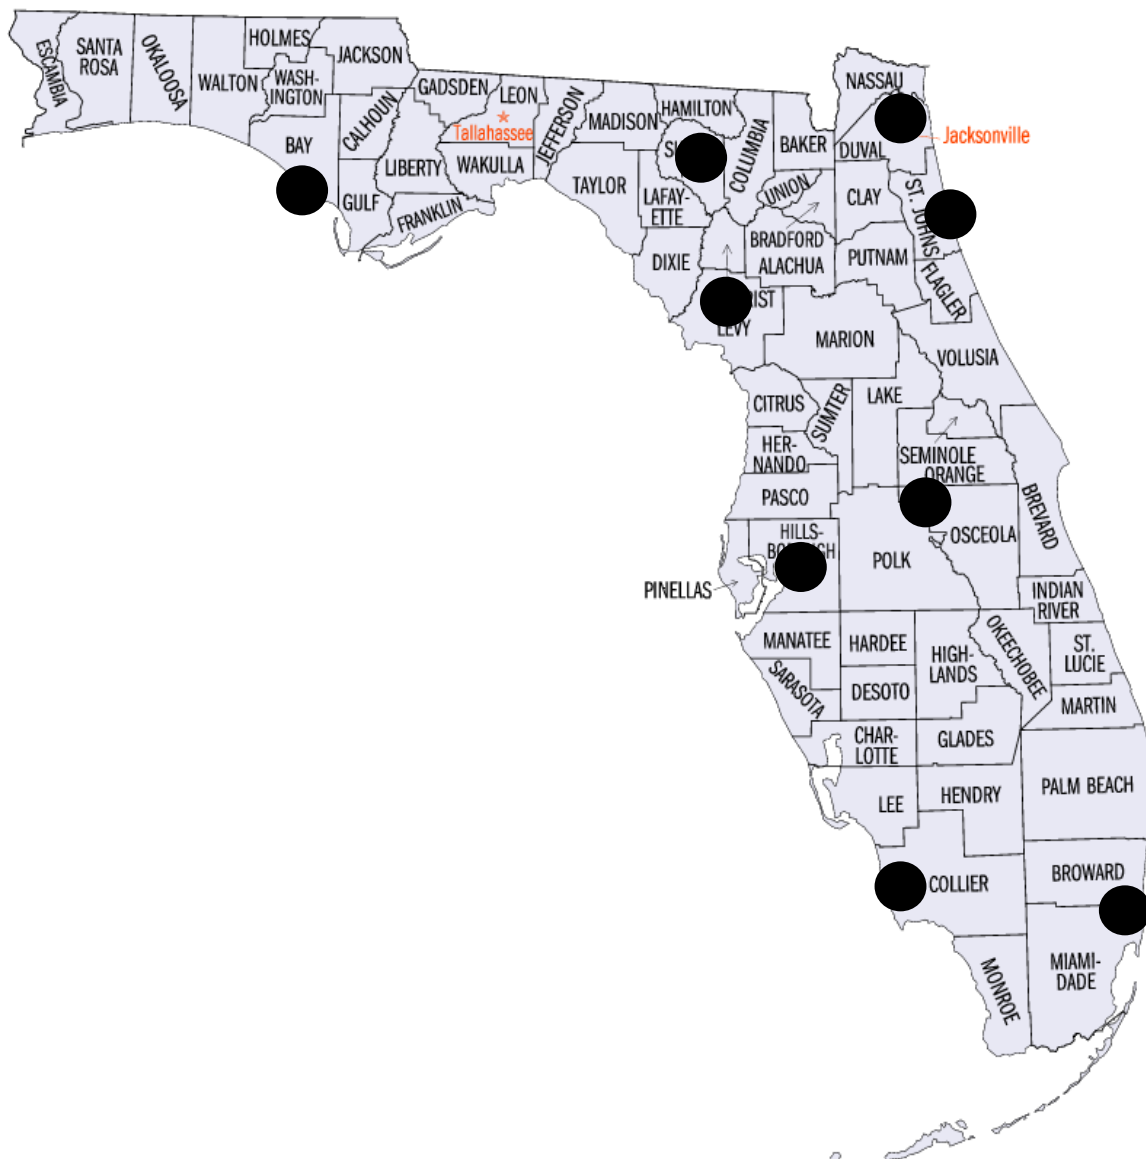 ESCAMBIA
SANTA
ROSA
OKALOOSA
WALTON
HOLMES
WASH-
INGTON
JACKSON
BAY
CALHOUN
GULF
GADSDEN
LIBERTY
FRANKLIN
LEON
Tallahassee
WAKULLA
JEFFERSON
MADISON
TAYLOR
HAMILTON
LAFAY-
ETTE
DIXIE
COLUMBIA
BAKER
UNION
BRADFORD
ALACHUA
NASSAU
Jacksonville
DUVAL
CLAY
ST. JOHNS
PUTNAM
FLAGLER
LEVY
MARION
VOLUSIA
CITRUS
SUMTER
LAKE
HER-
NANDO
SEMINOLE
ORANGE
PASCO
BREVARD
HILLS-
OSCEOLA
POLK
PINELLAS
INDIAN
RIVER
MANATEE
HARDEE
HIGH-
LANDS
OKEECHOBEE
ST.
LUCIE
SARASOTA
DESOTO
MARTIN
CHAR-
LOTTE
GLADES
LEE
HENDRY
PALM BEACH
COLLIER
BROWARD
MONROE
MIAMI-
DADE